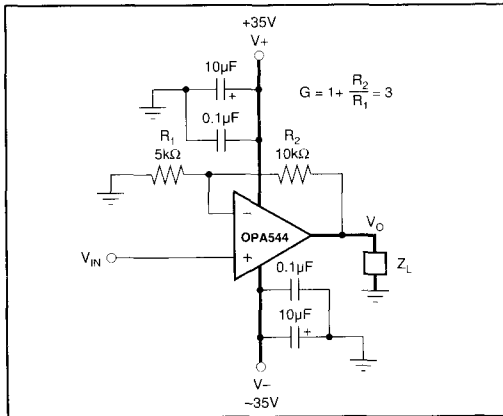 +35V
V+
10µF
+
G = 1 + R2/R1 = 3
0.1µF
R1
5kΩ
R2
10kΩ
−
OPA544
+
VIN
VO
ZL
0.1µF
10µF
+
V−
~35V